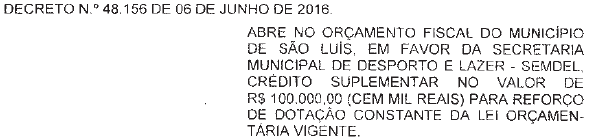 DECRETO N.º 48.156 DE 06 DE JUNHO DE 2016.
ABRE NO ORÇAMENTO FISCAL DO MUNICÍPIO
DE SÃO LUÍS, EM FAVOR DA SECRETARIA
MUNICIPAL DE DESPORTO E LAZER - SEMDEL,
CRÉDITO SUPLEMENTAR NO VALOR DE
R$ 100.000,00 (CEM MIL REAIS) PARA REFORÇO
DE DOTAÇÃO CONSTANTE DA LEI ORÇAMEN-
TÁRIA VIGENTE.